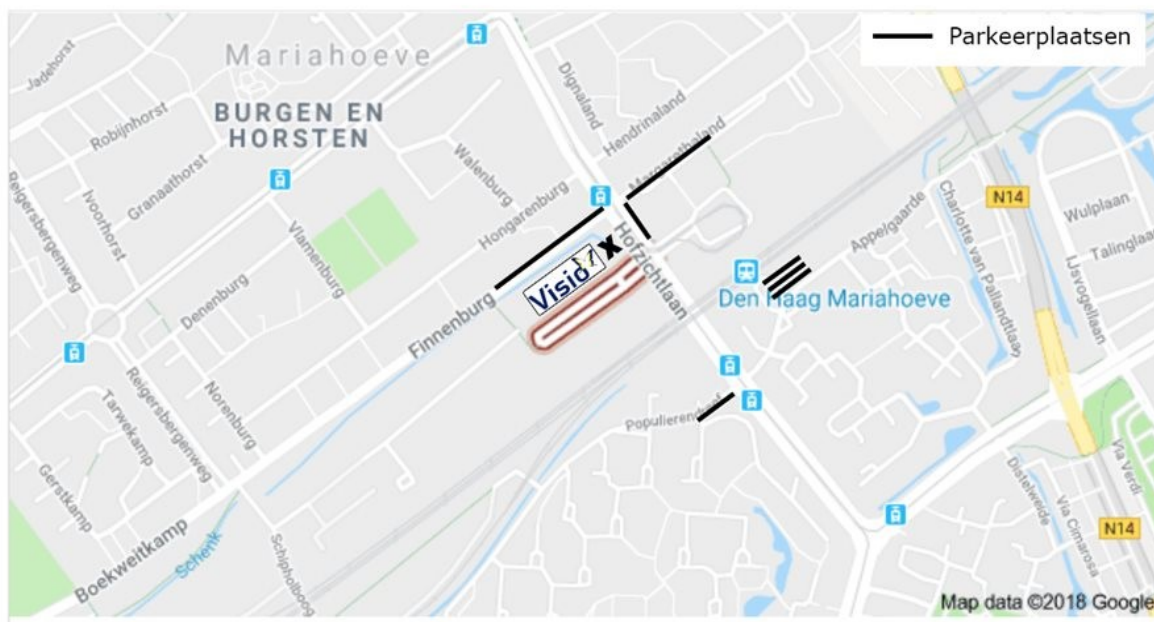 Parkeerplaatsen
Mariahoeve
BURGEN EN
HORSTEN
Jadehorst
Robijnhorst
Granaathorst
Ivoorhorst
Reigersbergenweg
Denenburg
Vlamenburg
Walenburg
Hongarenburg
Dignaland
Hendrinaland
Margarethaland
Hofzichtlaan
Visio
X
Finnenburg
Norenburg
Reigersbergenweg
Tarwekamp
Gerstkamp
Boekweitkamp
Schenk
Schipholboog
Den Haag Mariahoeve
Appelgaarde
Charlotte van Pallandtlaan
N14
Wulplaan
Talinglaan
IJsvogellaan
Distelweide
Via Cimarosa
Via Verdi
N14
Map data ©2018 Google